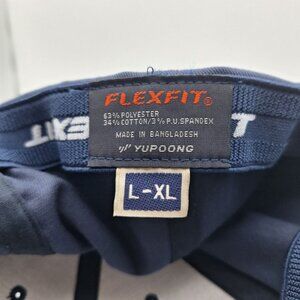 FLEXFIT®
63% POLYESTER
34% COTTON/3% P.U.SPANDEX
MADE IN BANGLADESH
YUPOONG
L-XL